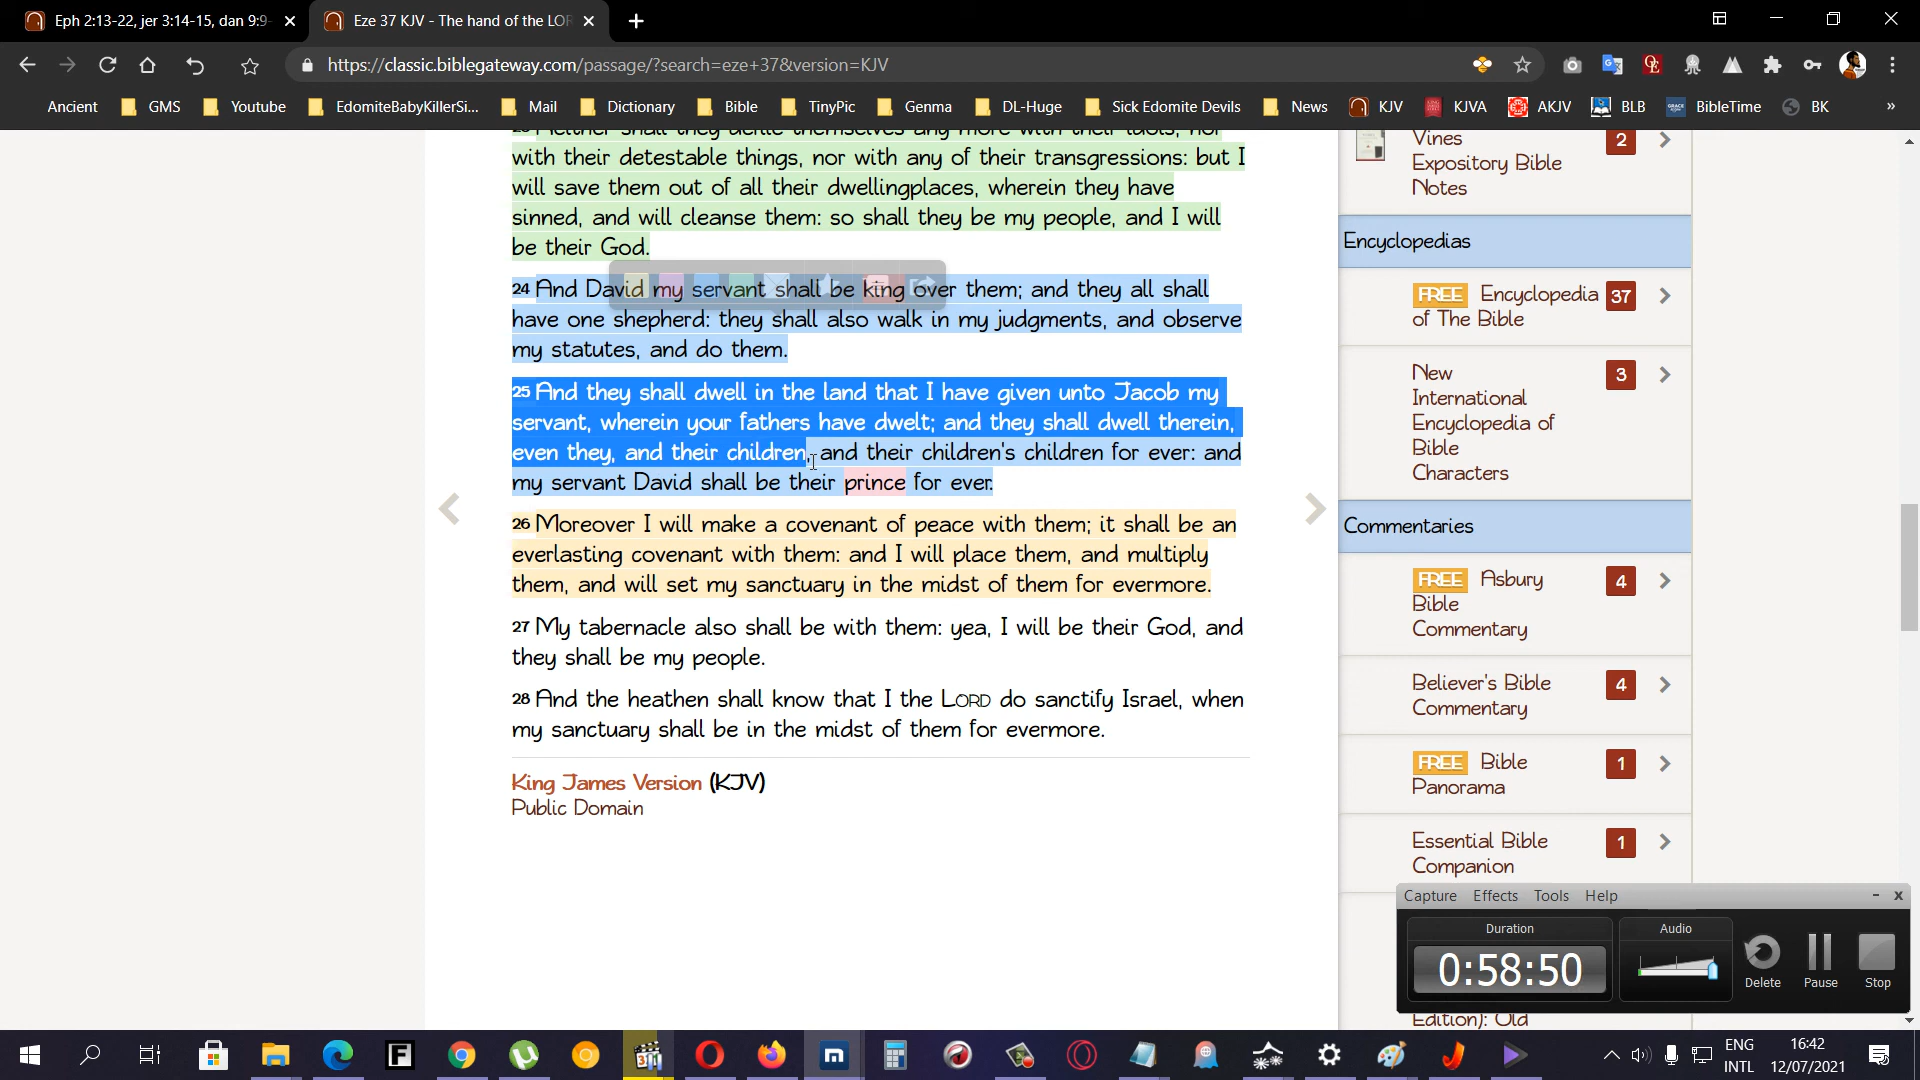 Eph 2:13-22, jer 3:14-15, dan 9:9-
Eze 37 KJV - The hand of the LOR
https://classic.biblegateway.com/passage/?search=eze+37&version=KJV
Ancient GMS Youtube EdomiteBabyKillerSi... Mail Dictionary Bible TinyPic Genma DL-Huge Sick Edomite Devils News KJV KJVA AKJV BLB BibleTime BK »
23 Neither shall they defile themselves any more with their idols, nor
with their detestable things, nor with any of their transgressions: but I
will save them out of all their dwellingplaces, wherein they have
sinned, and will cleanse them: so shall they be my people, and I will
be their God.
24 And David my servant shall be king over them; and they all shall
have one shepherd: they shall also walk in my judgments, and observe
my statutes, and do them.
25 And they shall dwell in the land that I have given unto Jacob my
servant, wherein your fathers have dwelt; and they shall dwell therein,
even they, and their children, and their children's children for ever: and
my servant David shall be their prince for ever.
26 Moreover I will make a covenant of peace with them; it shall be an
everlasting covenant with them: and I will place them, and multiply
them, and will set my sanctuary in the midst of them for evermore.
27 My tabernacle also shall be with them: yea, I will be their God, and
they shall be my people.
28 And the heathen shall know that I the LORD do sanctify Israel, when
my sanctuary shall be in the midst of them for evermore.
King James Version (KJV)
Public Domain
Vines 2
Expository Bible
Notes
Encyclopedias
FREE Encyclopedia 37
of The Bible
New 3
International
Encyclopedia of
Bible
Characters
Commentaries
FREE Asbury 4
Bible
Commentary
Believer's Bible 4
Commentary
FREE Bible 1
Panorama
Essential Bible 1
Companion
Edition): Old
Capture Effects Tools Help
Duration
0:58:50
Audio
Delete
Pause
Stop
ENG
INTL
16:42
12/07/2021